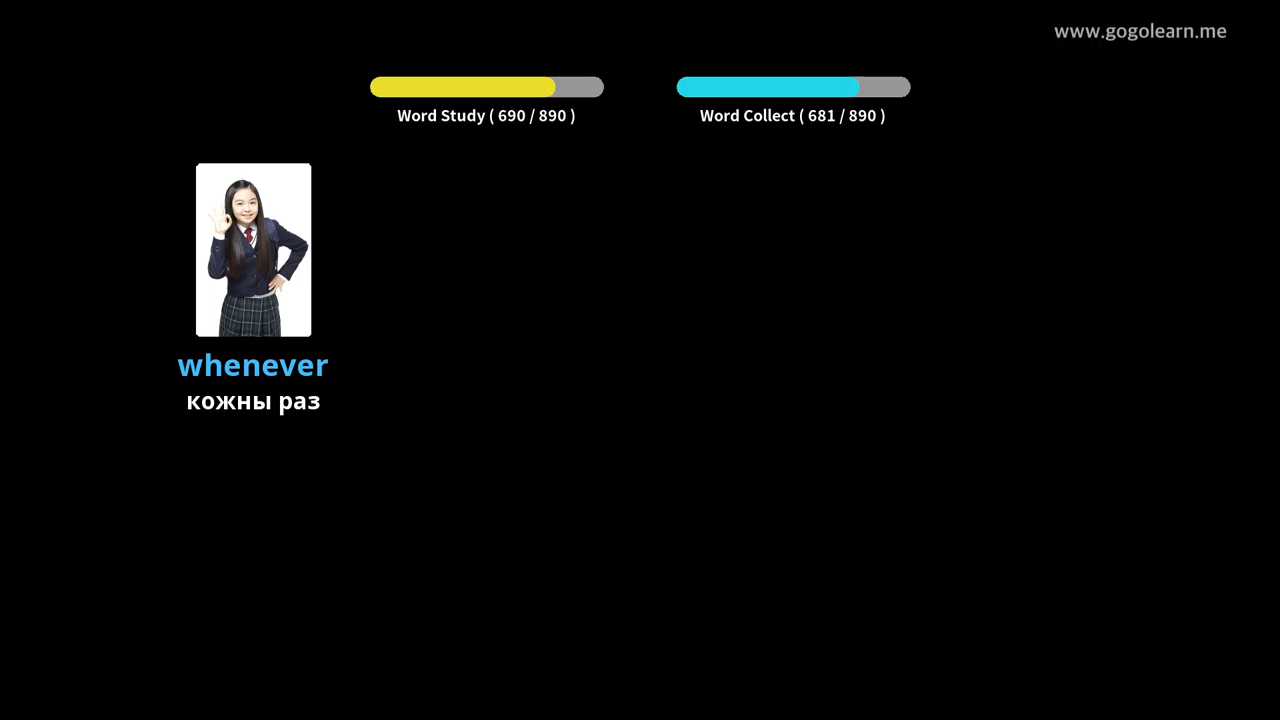 www.gogolearn.me
Word Study ( 690 / 890 )
Word Collect ( 681 / 890 )
whenever
кожны раз